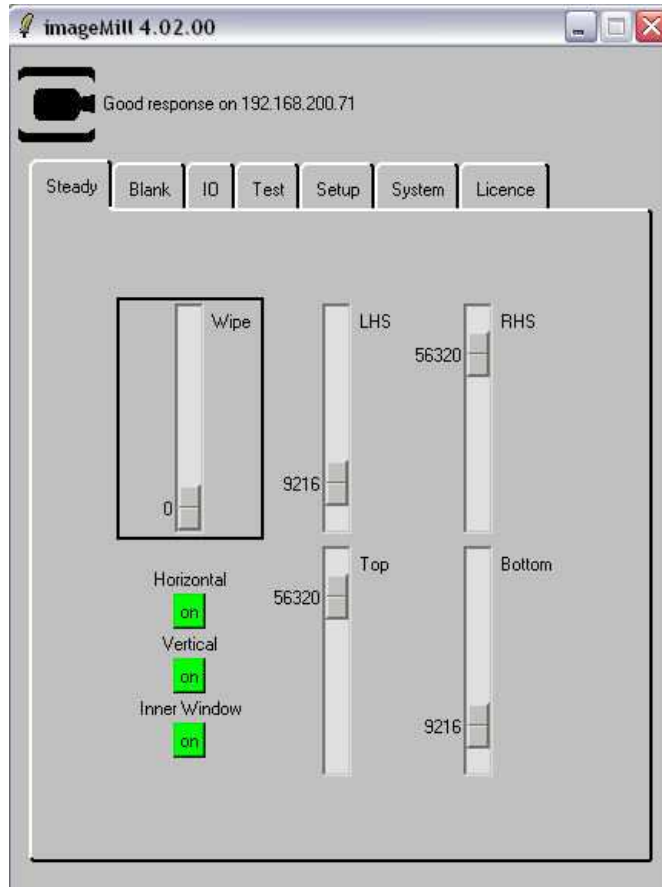 imageMill 4.02.00
Good response on 192.168.200.71
Steady Blank IO Test Setup System Licence
Wipe LHS RHS
56320
9216
0
Top Bottom
Horizontal
56320
on
Vertical
on
Inner Window
9216
on